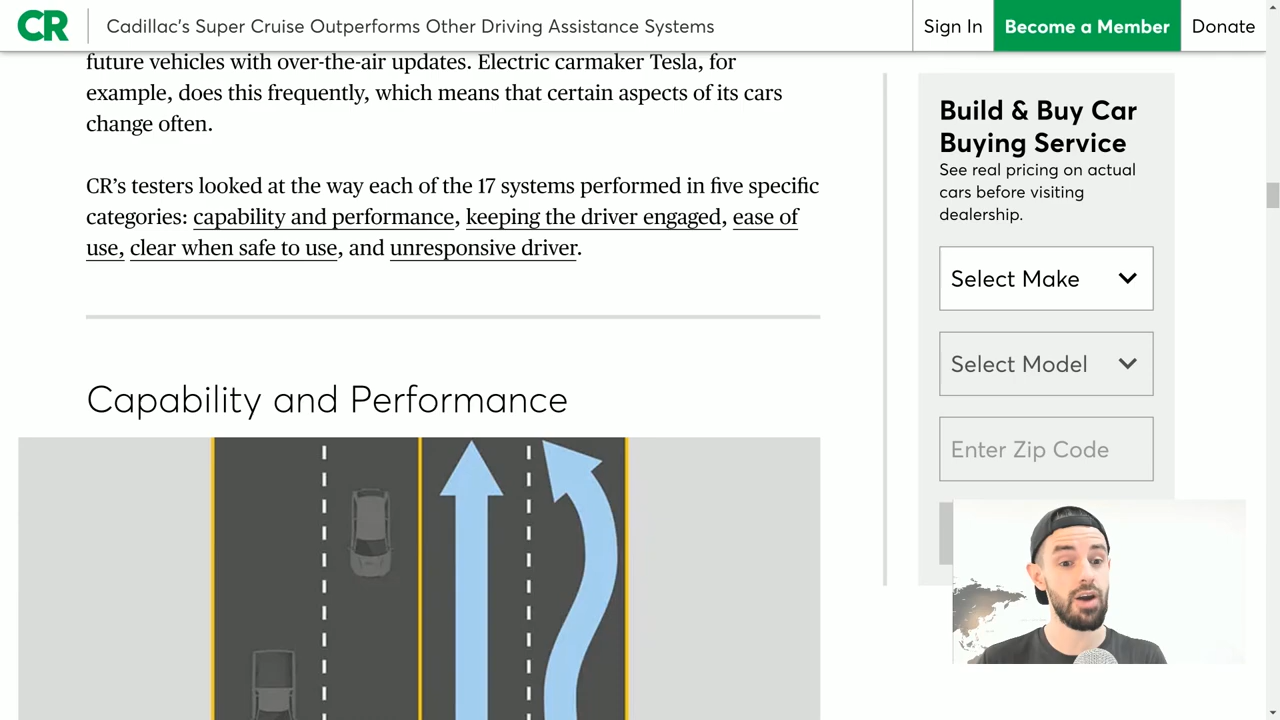 CR
Cadillac's Super Cruise Outperforms Other Driving Assistance Systems
Sign In
Become a Member
Donate
future vehicles with over-the-air updates. Electric carmaker Tesla, for
example, does this frequently, which means that certain aspects of its cars
change often.
CR's testers looked at the way each of the 17 systems performed in five specific
categories: capability and performance, keeping the driver engaged, ease of
use, clear when safe to use, and unresponsive driver.
Capability and Performance
Build & Buy Car
Buying Service
See real pricing on actual
cars before visiting
dealership.
Select Make
Select Model
Enter Zip Code